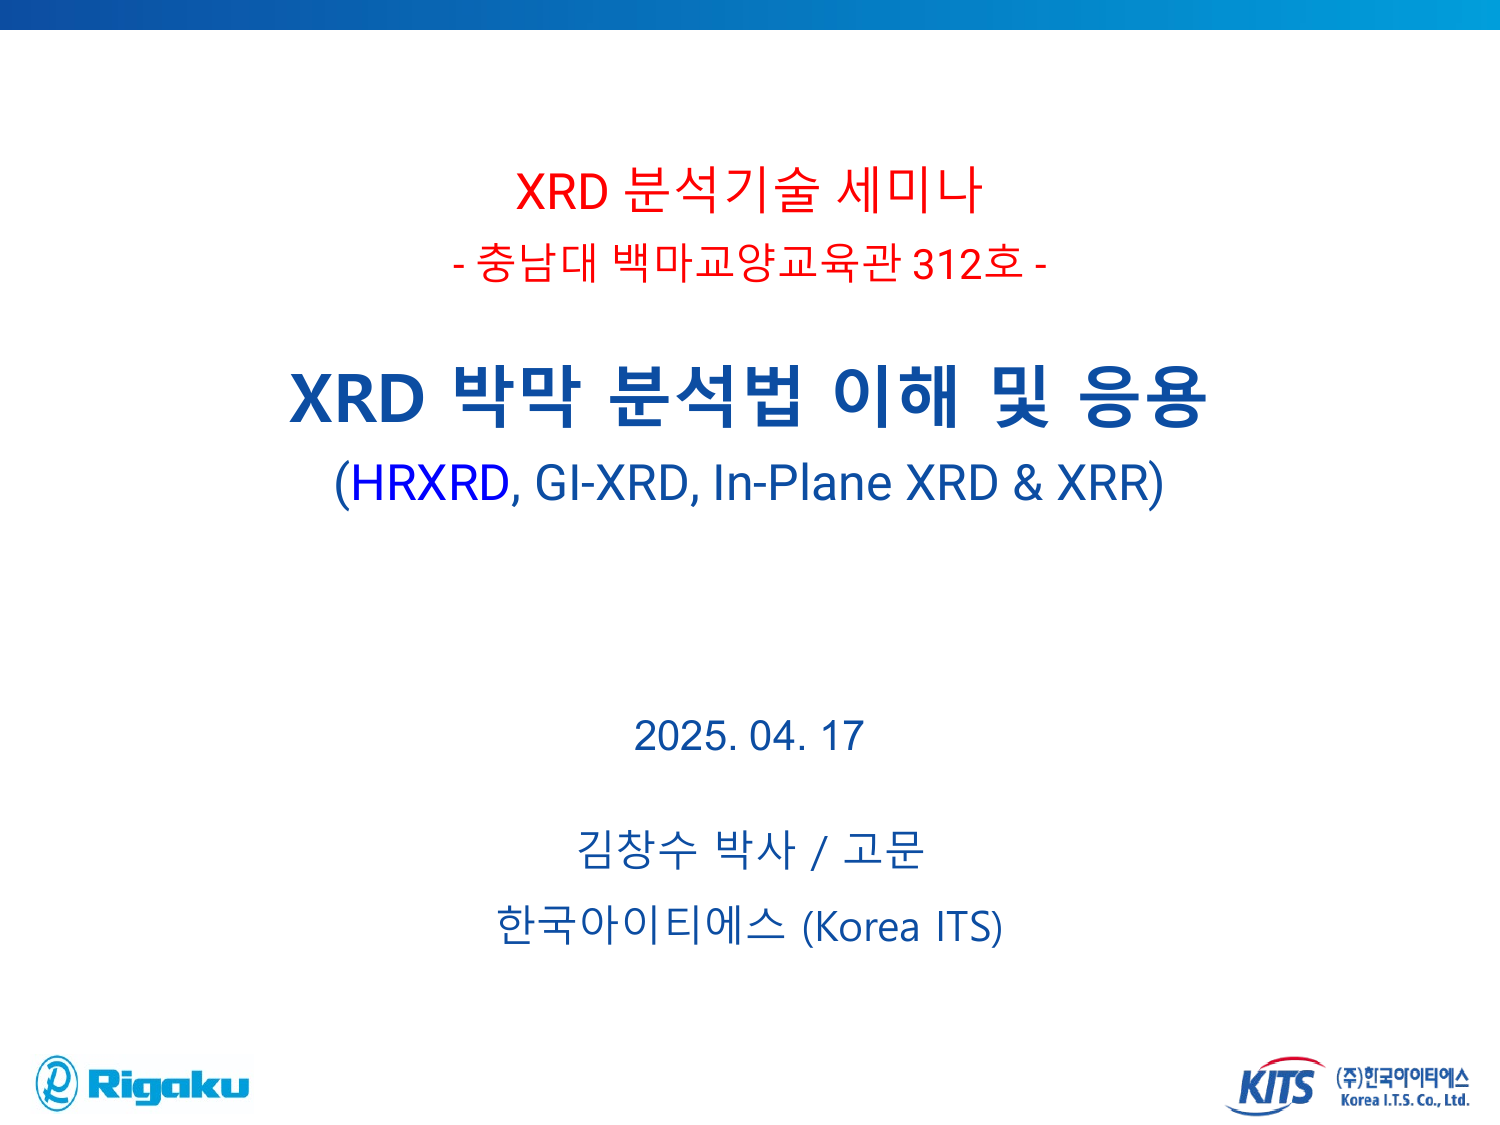 XRD 분석기술 세미나
- 충남대 백마교양교육관 312호 -
XRD 박막 분석법 이해 및 응용
(HRXRD, GI-XRD, In-Plane XRD & XRR)
2025. 04. 17
김창수 박사 / 고문
한국아이티에스 (Korea ITS)
Rigaku
KITS
(주)한국아이티에스
Korea I.T.S. Co., Ltd.